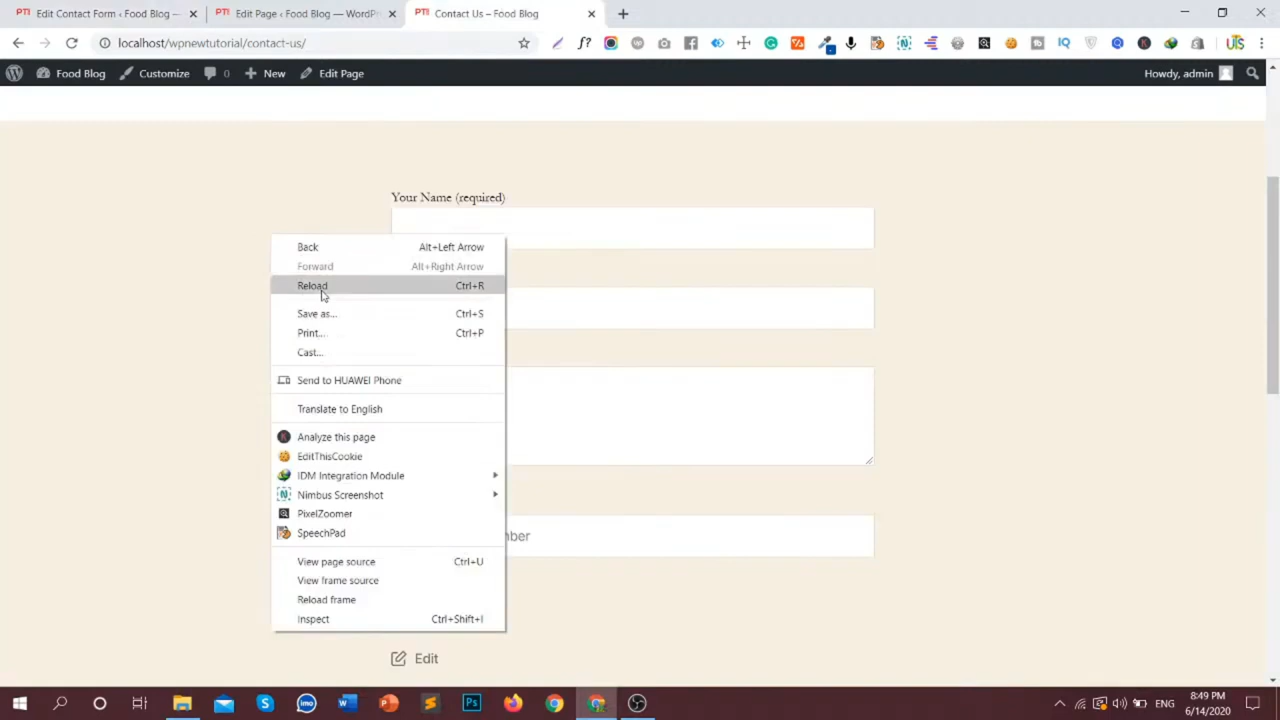 Edit Contact Form ‹ Food Blog —
Edit Page ‹ Food Blog — WordPr
Contact Us – Food Blog
localhost/wpnewtutorial/contact-us/
Food Blog
Customize
0
New
Edit Page
Howdy, admin
Your Name (required)
Back Alt+Left Arrow
Forward Alt+Right Arrow
Reload Ctrl+R
Save as... Ctrl+S
Print... Ctrl+P
Cast...
Send to HUAWEI Phone
Translate to English
Analyze this page
EditThisCookie
IDM Integration Module
Nimbus Screenshot
PixelZoomer
SpeechPad
mber
View page source Ctrl+U
View frame source
Reload frame
Inspect Ctrl+Shift+I
Edit
ENG
8:49 PM
6/14/2020